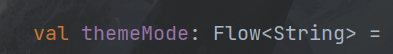 val themeMode: Flow<String> =